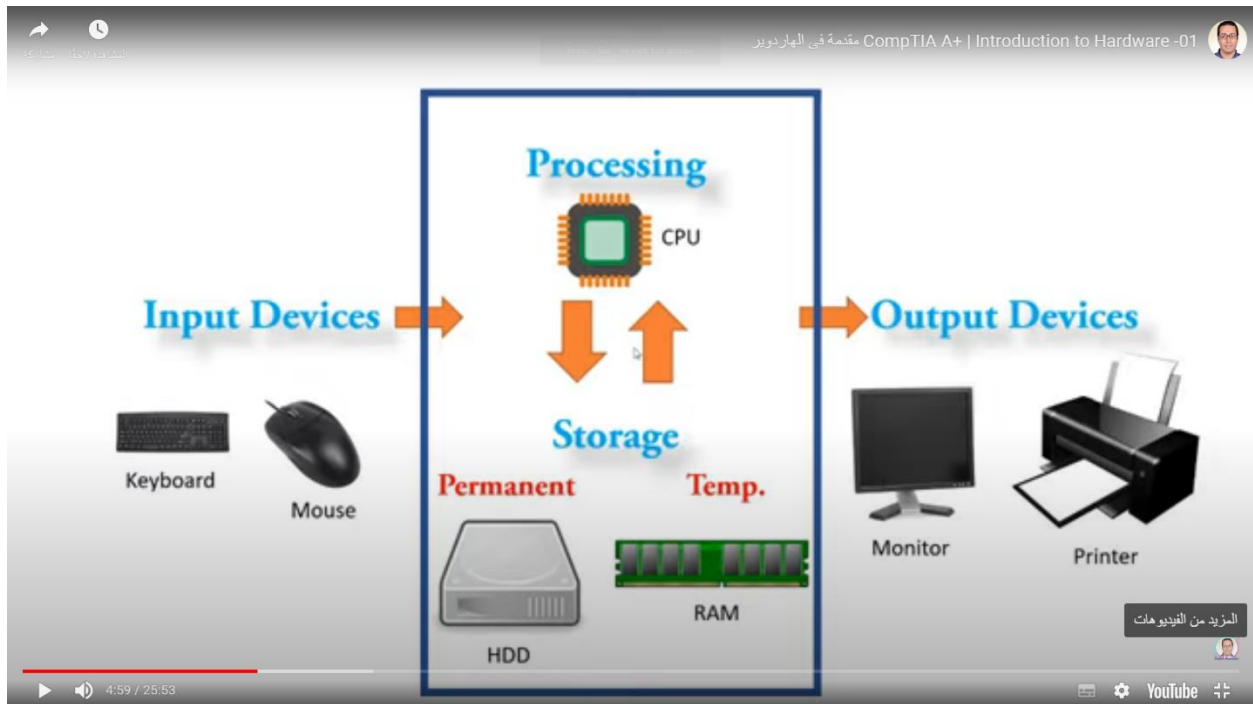 01- CompTIA A+ | Introduction to Hardware مقدمة فى الهاردوير
Processing
CPU
Input Devices
Output Devices
Storage
Permanent
Temp.
Keyboard
Mouse
HDD
RAM
Monitor
Printer
المزيد من الفيديوهات
4:59 / 25:53
YouTube